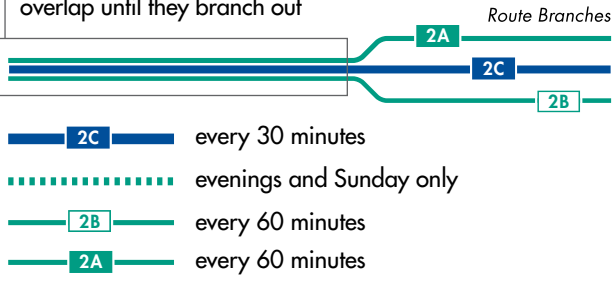 overlap until they branch out
Route Branches
2A
2C
2B
2C every 30 minutes
evenings and Sunday only
2B every 60 minutes
2A every 60 minutes